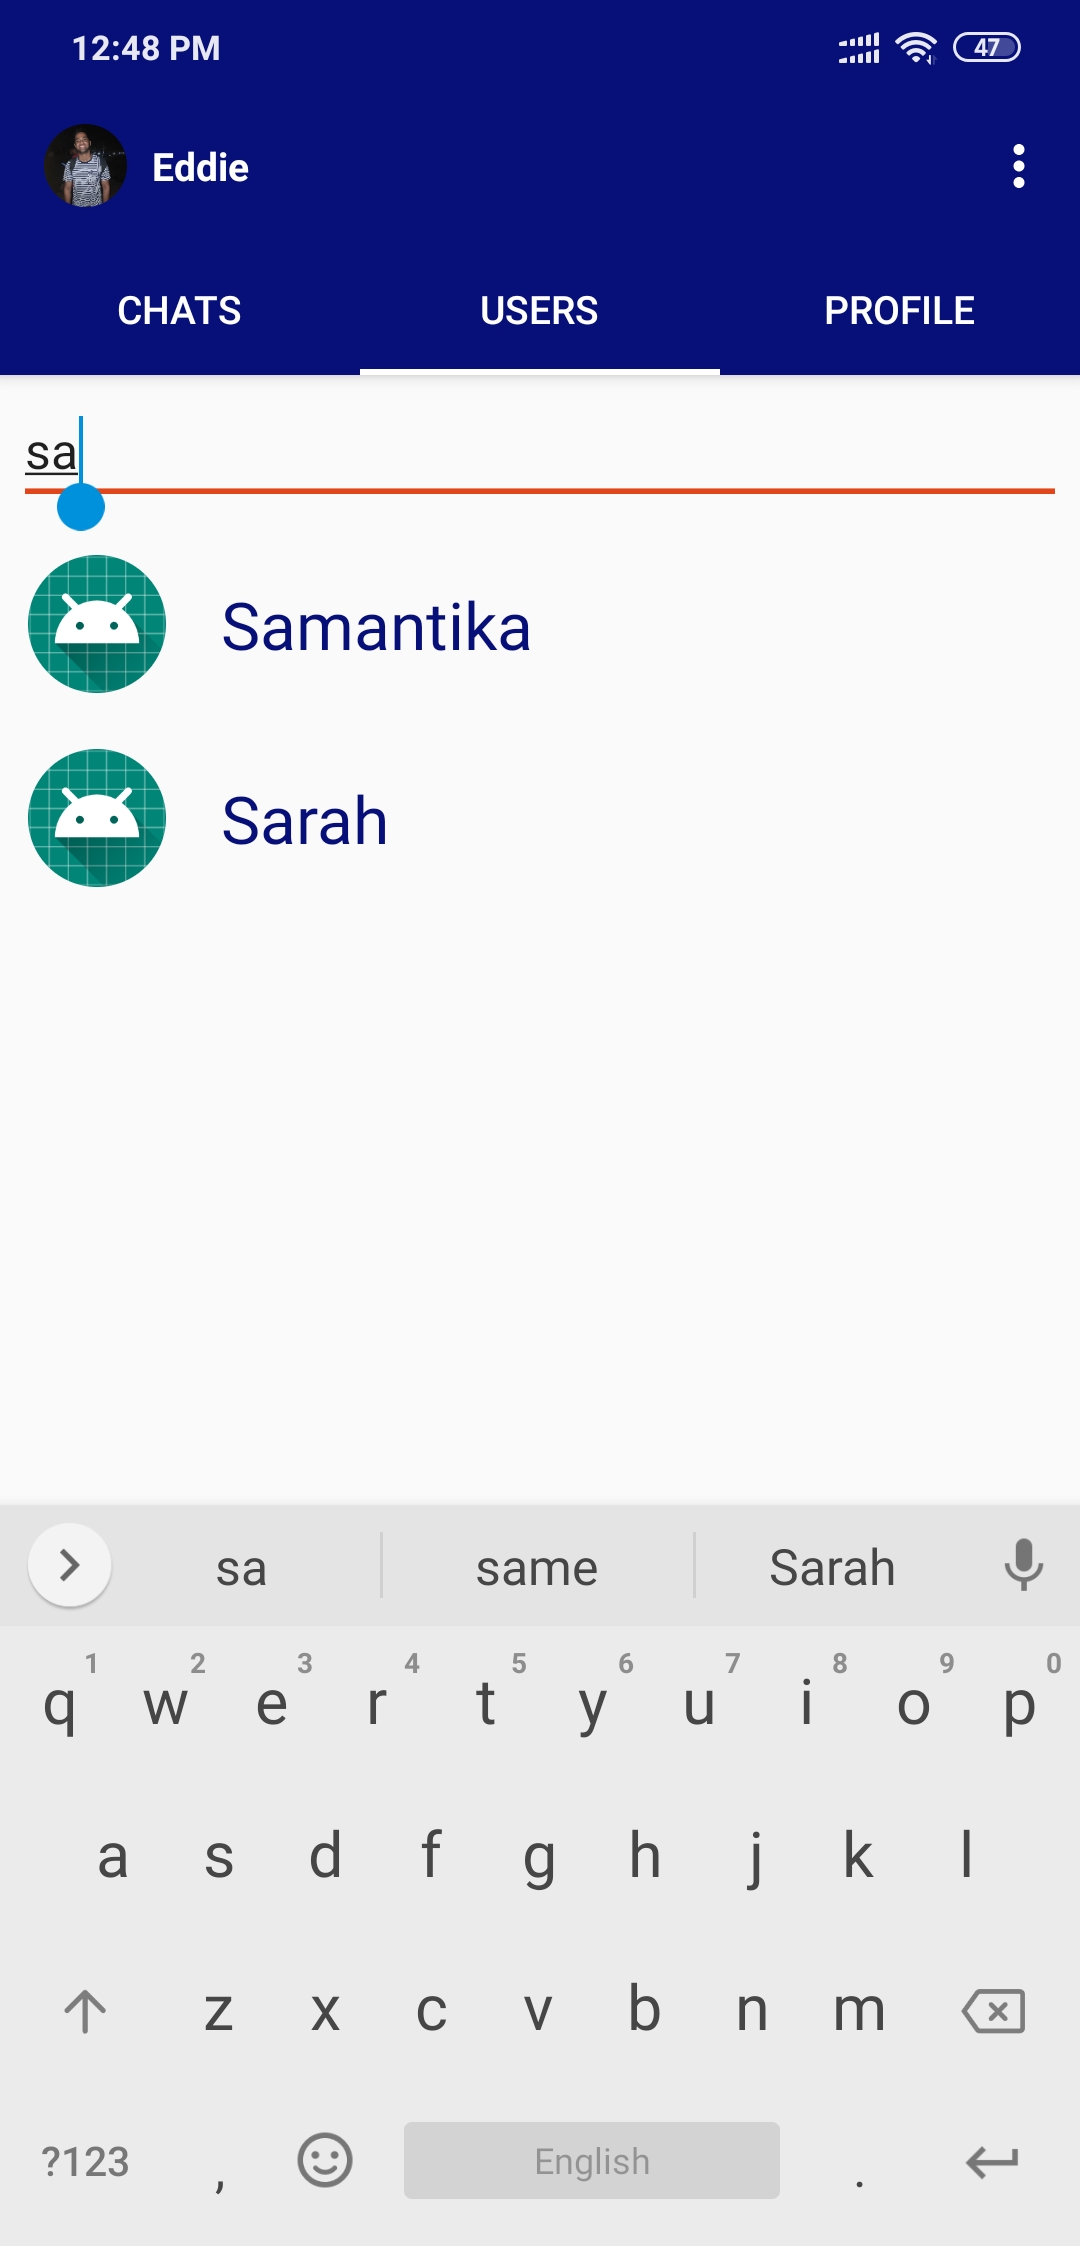 12:48 PM 47
Eddie
CHATS USERS PROFILE
sa
Samantika
Sarah
sa same Sarah
1 2 3 4 5 6 7 8 9 0
q w e r t y u i o p
a s d f g h j k l
z x c v b n m
?123 , English .